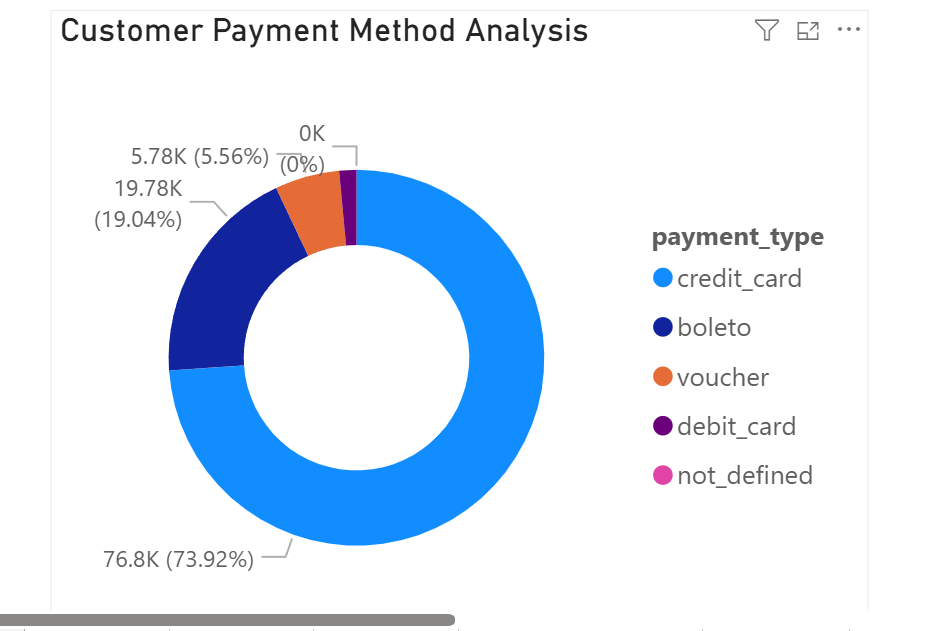 Customer Payment Method Analysis
0K
(0%)
5.78K (5.56%)
19.78K
(19.04%)
76.8K (73.92%)
payment_type
credit_card
boleto
voucher
debit_card
not_defined